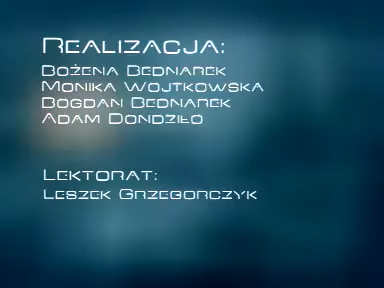 Realizacja:
Bożena Bednarek
Monika Wojtkowska
Bogdan Bednarek
Adam Dondziło
Lektorat:
Leszek Grzegorczyk